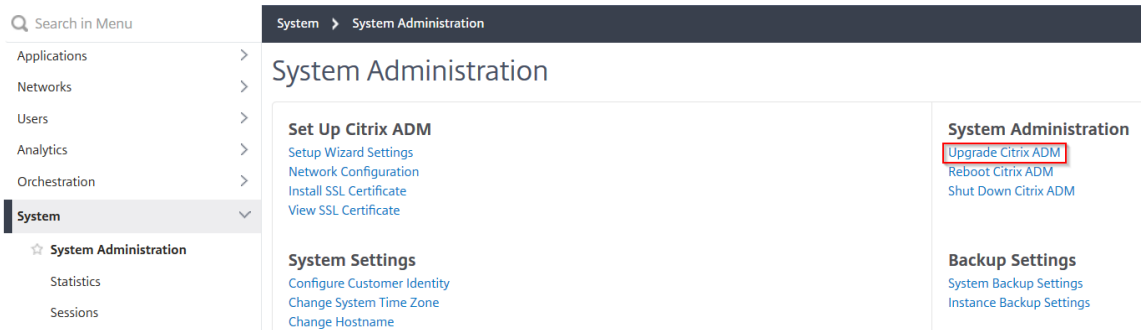 Search in Menu
Applications
Networks
Users
Analytics
Orchestration
System
System Administration
Statistics
Sessions
System > System Administration
System Administration
Set Up Citrix ADM
Setup Wizard Settings
Network Configuration
Install SSL Certificate
View SSL Certificate
System Settings
Configure Customer Identity
Change System Time Zone
Change Hostname
System Administration
Upgrade Citrix ADM
Reboot Citrix ADM
Shut Down Citrix ADM
Backup Settings
System Backup Settings
Instance Backup Settings